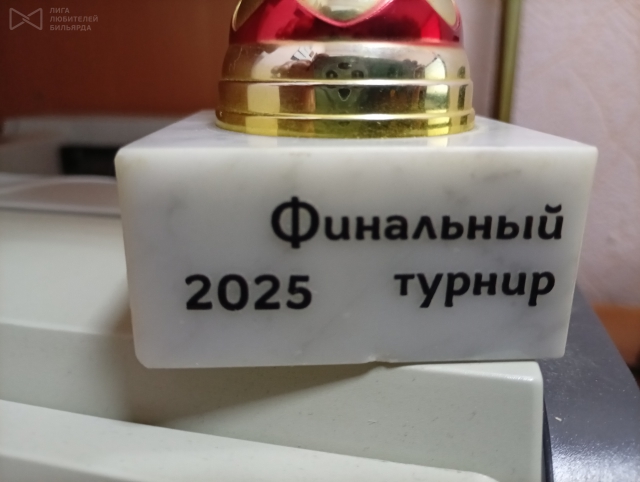 ЛИГА
ЛЮБИТЕЛЕЙ
БИЛЬЯРДА
Финальный
2025 турнир